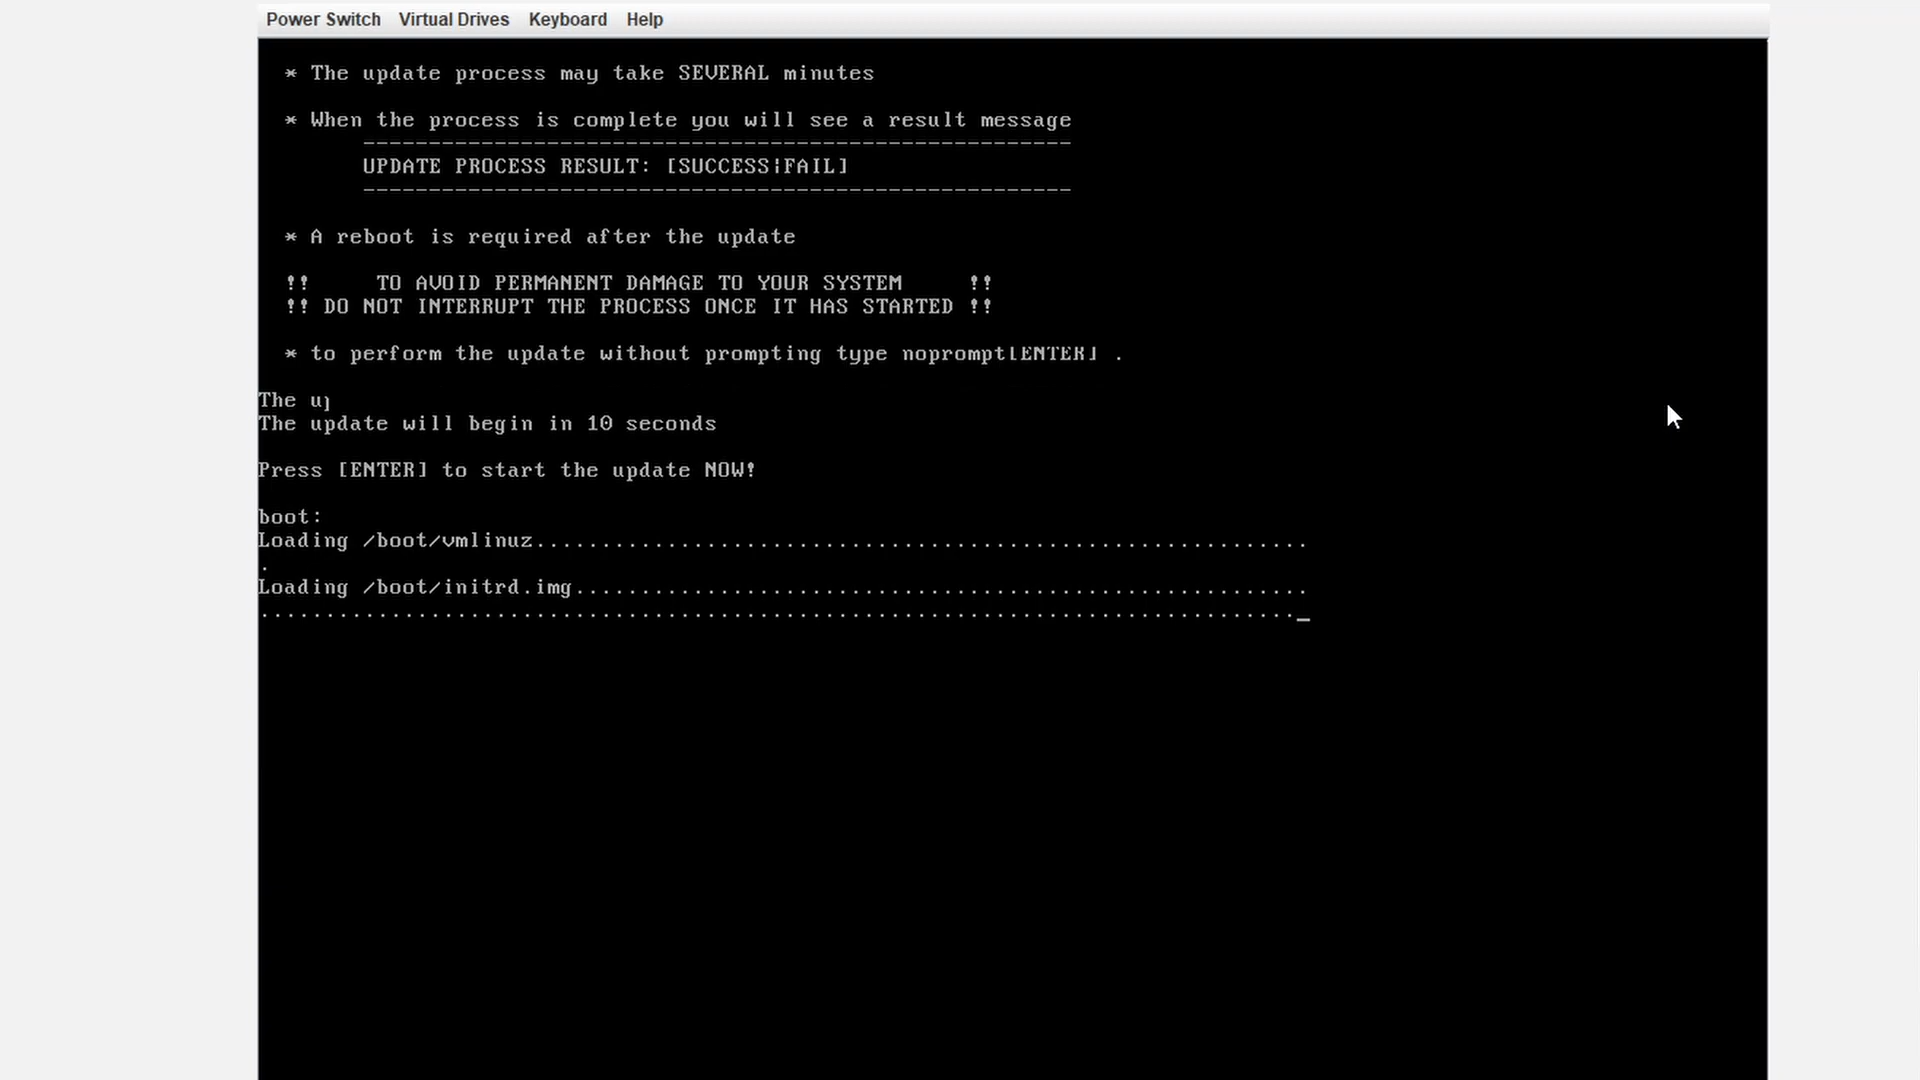 Power Switch Virtual Drives Keyboard Help
* The update process may take SEVERAL minutes
* When the process is complete you will see a result message
------------------------------------------------------
UPDATE PROCESS RESULT: [SUCCESS|FAIL]
------------------------------------------------------
* A reboot is required after the update
!! TO AVOID PERMANENT DAMAGE TO YOUR SYSTEM !!
!! DO NOT INTERRUPT THE PROCESS ONCE IT HAS STARTED !!
* to perform the update without prompting type noprompt[ENTER] .
The
The update will begin in 10 seconds
Press [ENTER] to start the update NOW!
boot:
Loading /boot/vmlinuz...........................................................
.
Loading /boot/initrd.img........................................................
..............................................................................._